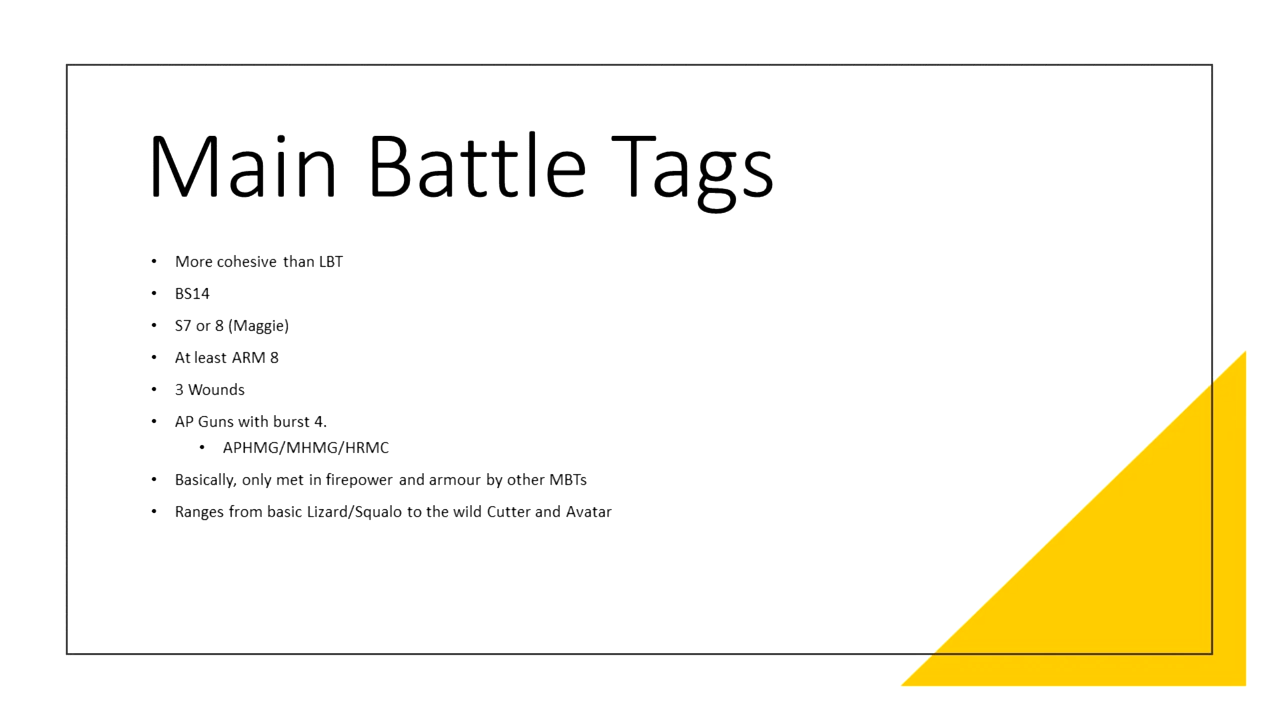 Main Battle Tags
• More cohesive than LBT
• BS14
• S7 or 8 (Maggie)
• At least ARM 8
• 3 Wounds
• AP Guns with burst 4.
• APHMG/MHMG/HRMC
• Basically, only met in firepower and armour by other MBTs
• Ranges from basic Lizard/Squalo to the wild Cutter and Avatar